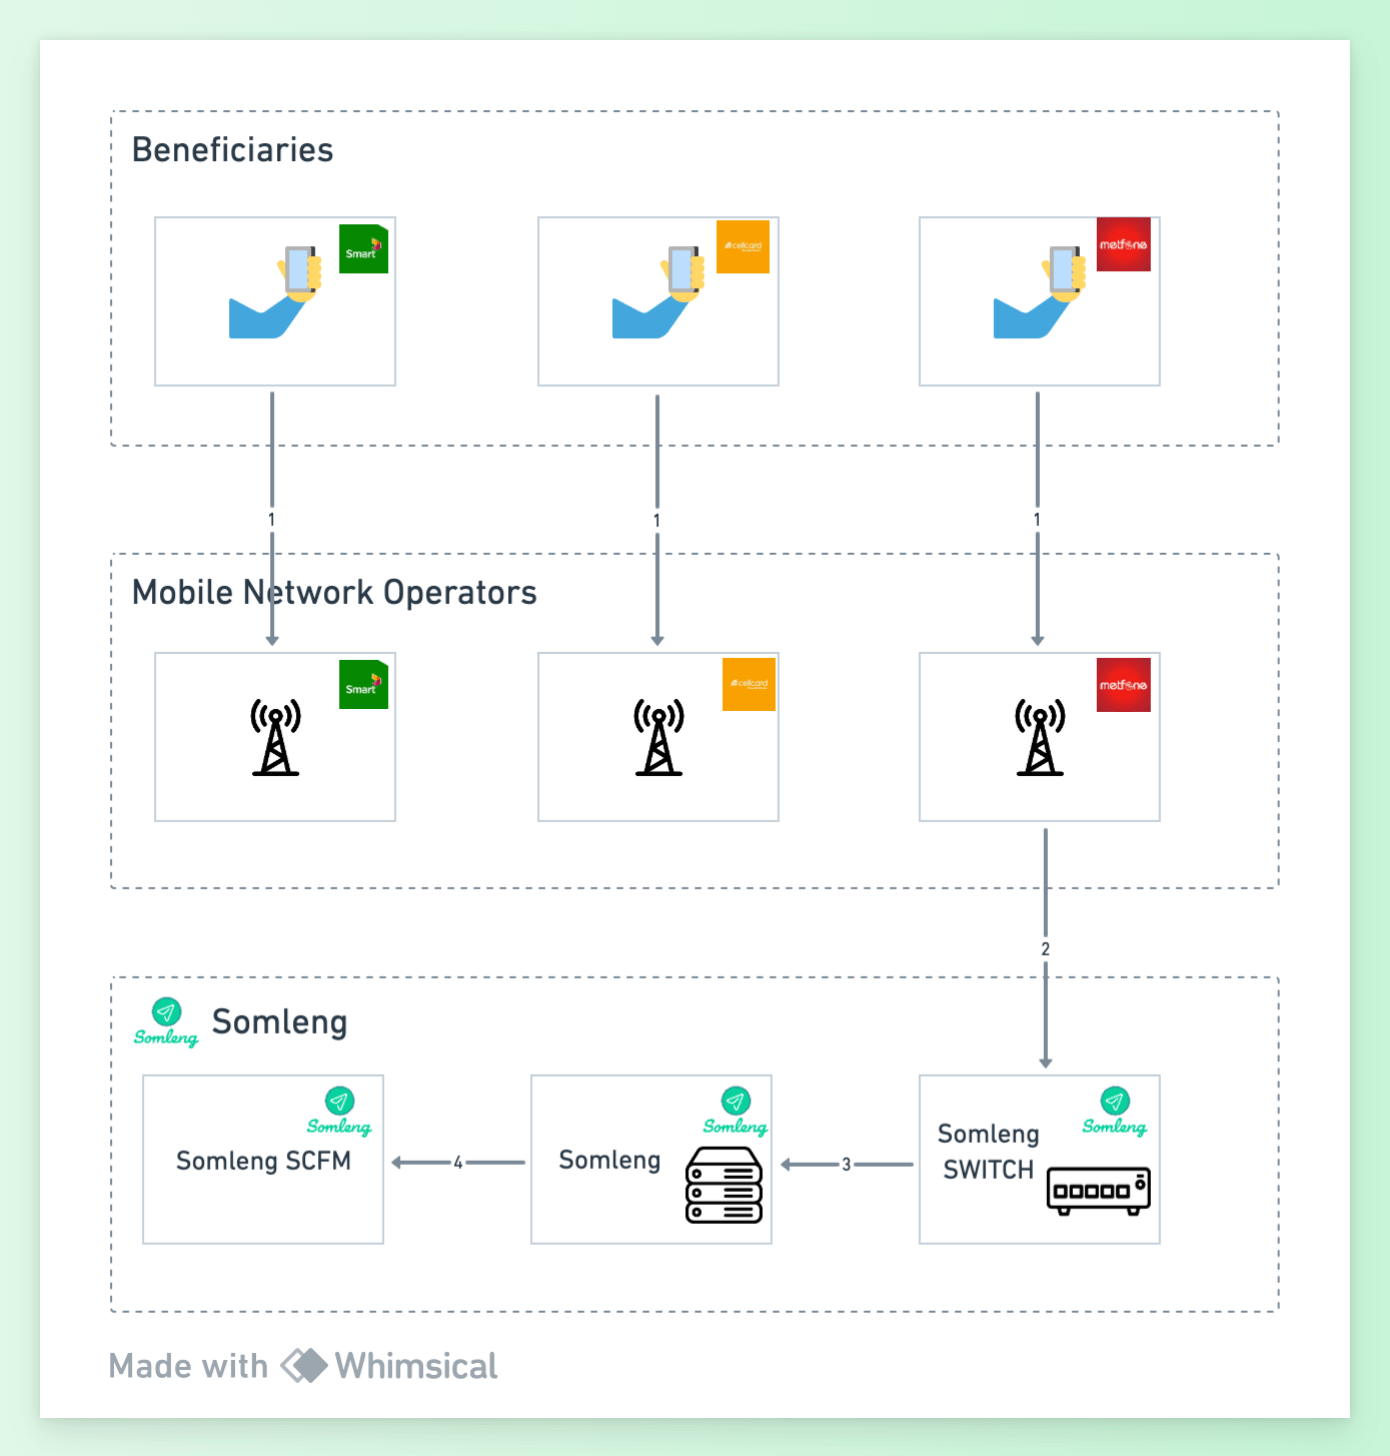 Beneficiaries
Smart
cellcard
metfone
1
1
1
Mobile Network Operators
Smart
cellcard
metfone
2
Somleng
Somleng
Somleng
Somleng SCFM
4
Somleng
Somleng
3
Somleng
Somleng
SWITCH
Made with Whimsical